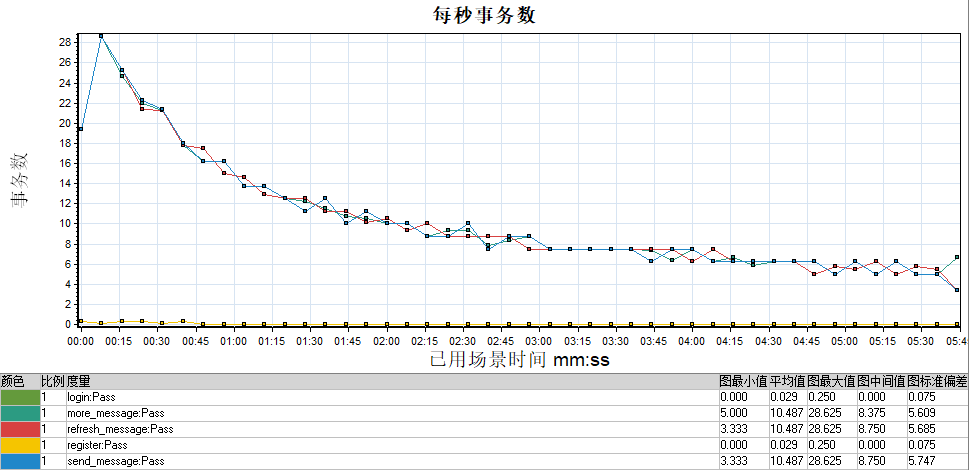 每秒事务数
事务数
28
26
24
22
20
18
16
14
12
10
8
6
4
2
0
00:00 00:15 00:30 00:45 01:00 01:15 01:30 01:45 02:00 02:15 02:30 02:45 03:00 03:15 03:30 03:45 04:00 04:15 04:30 04:45 05:00 05:15 05:30 05:4
已用场景时间 mm:ss
颜色 比例 度量 图最小值 平均值 图最大值 图中间值 图标准偏差
1 login:Pass 0.000 0.029 0.250 0.000 0.075
1 more_message:Pass 5.000 10.487 28.625 8.375 5.609
1 refresh_message:Pass 3.333 10.487 28.625 8.750 5.685
1 register:Pass 0.000 0.029 0.250 0.000 0.075
1 send_message:Pass 3.333 10.487 28.625 8.750 5.747